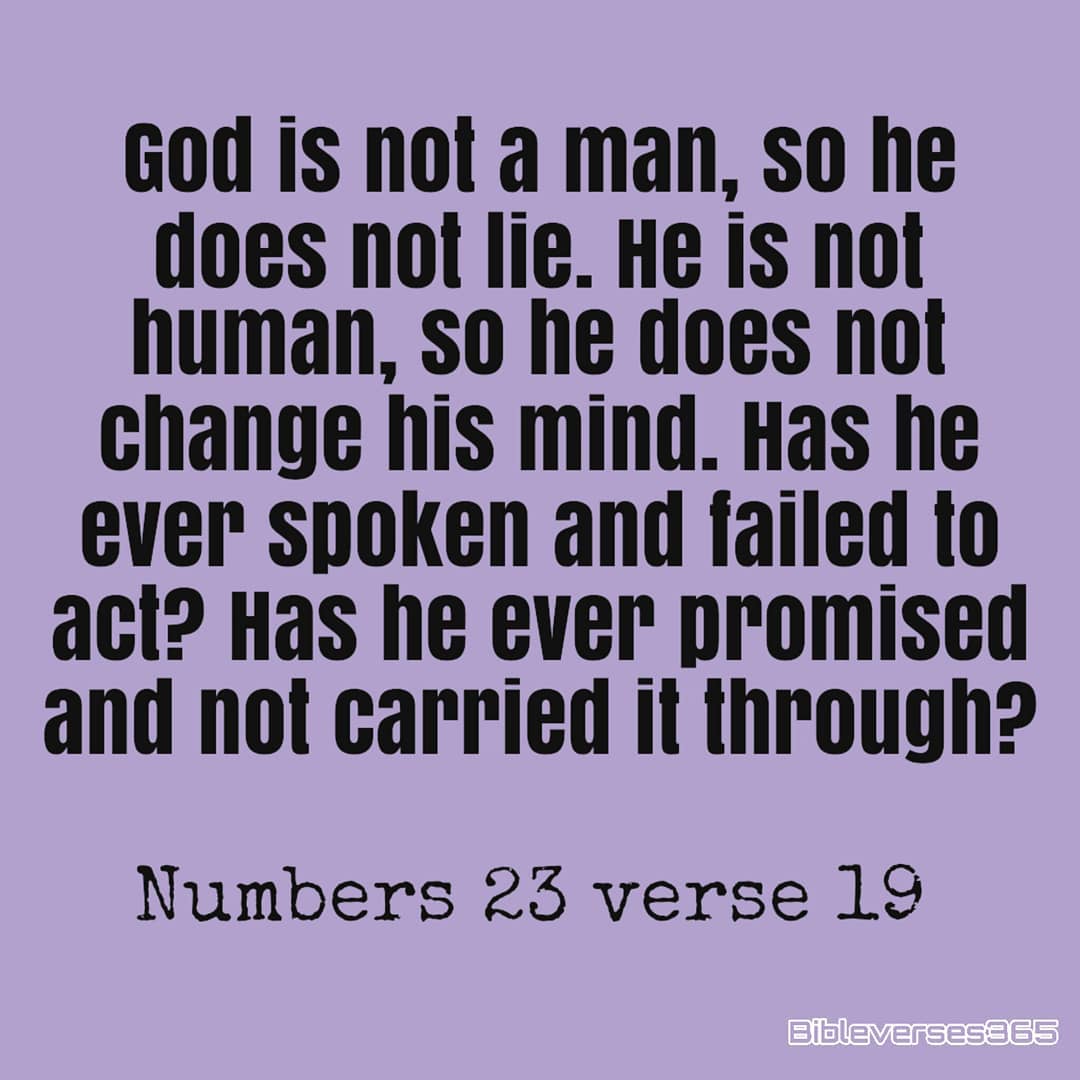 God is not a man, so he
does not lie. He is not
human, so he does not
change his mind. Has he
ever spoken and failed to
act? Has he ever promised
and not carried it through?
Numbers 23 verse 19
Bibleverses365